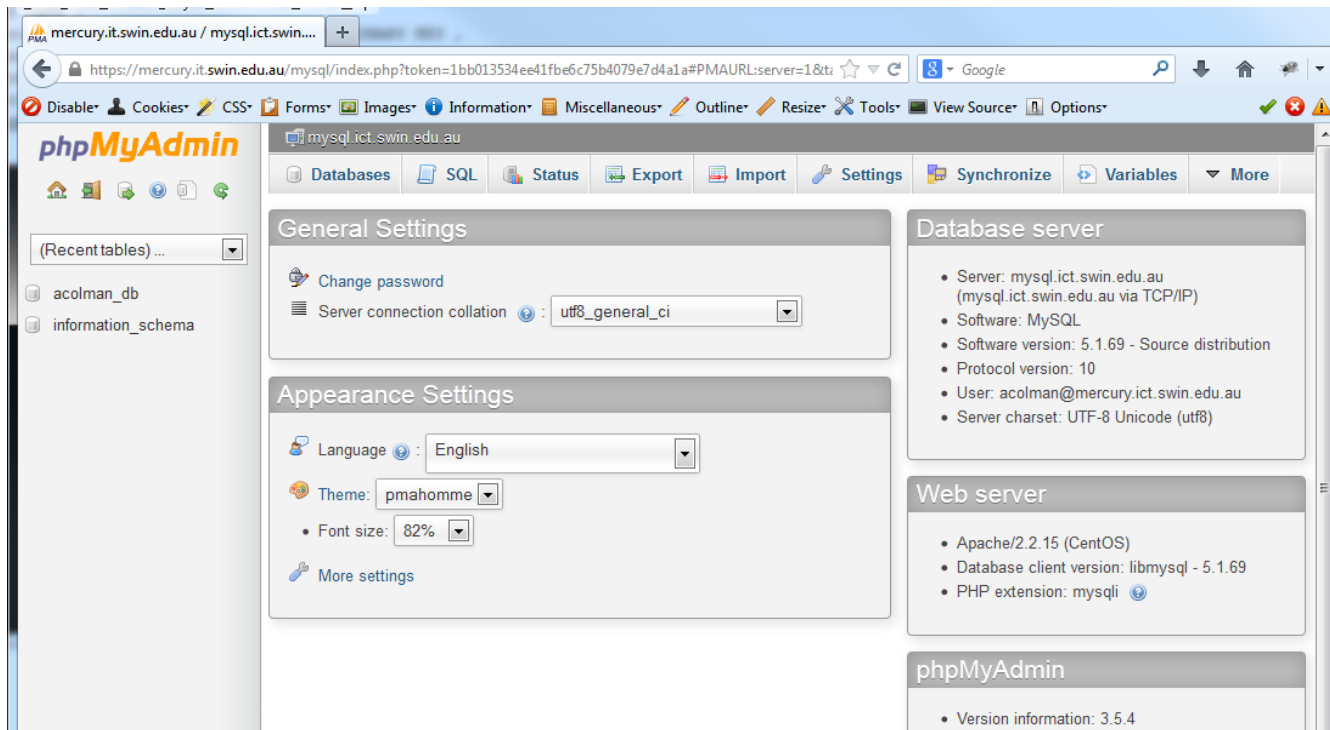 mercury.it.swin.edu.au / mysql.ict.swin....
https://mercury.it.swin.edu.au/mysql/index.php?token=1bb013534ee41fbe6c75b4079e7d4a1a#PMAURL:server=1&ta
Google
Disable Cookies CSS Forms Images Information Miscellaneous Outline Resize Tools View Source Options
phpMyAdmin
(Recent tables) ...
acolman_db
information_schema
mysql.ict.swin.edu.au
Databases SQL Status Export Import Settings Synchronize Variables More
General Settings
Change password
Server connection collation : utf8_general_ci
Appearance Settings
Language : English
Theme: pmahomme
Font size: 82%
More settings
Database server
Server: mysql.ict.swin.edu.au
(mysql.ict.swin.edu.au via TCP/IP)
Software: MySQL
Software version: 5.1.69 - Source distribution
Protocol version: 10
User: acolman@mercury.ict.swin.edu.au
Server charset: UTF-8 Unicode (utf8)
Web server
Apache/2.2.15 (CentOS)
Database client version: libmysql - 5.1.69
PHP extension: mysqli
phpMyAdmin
Version information: 3.5.4